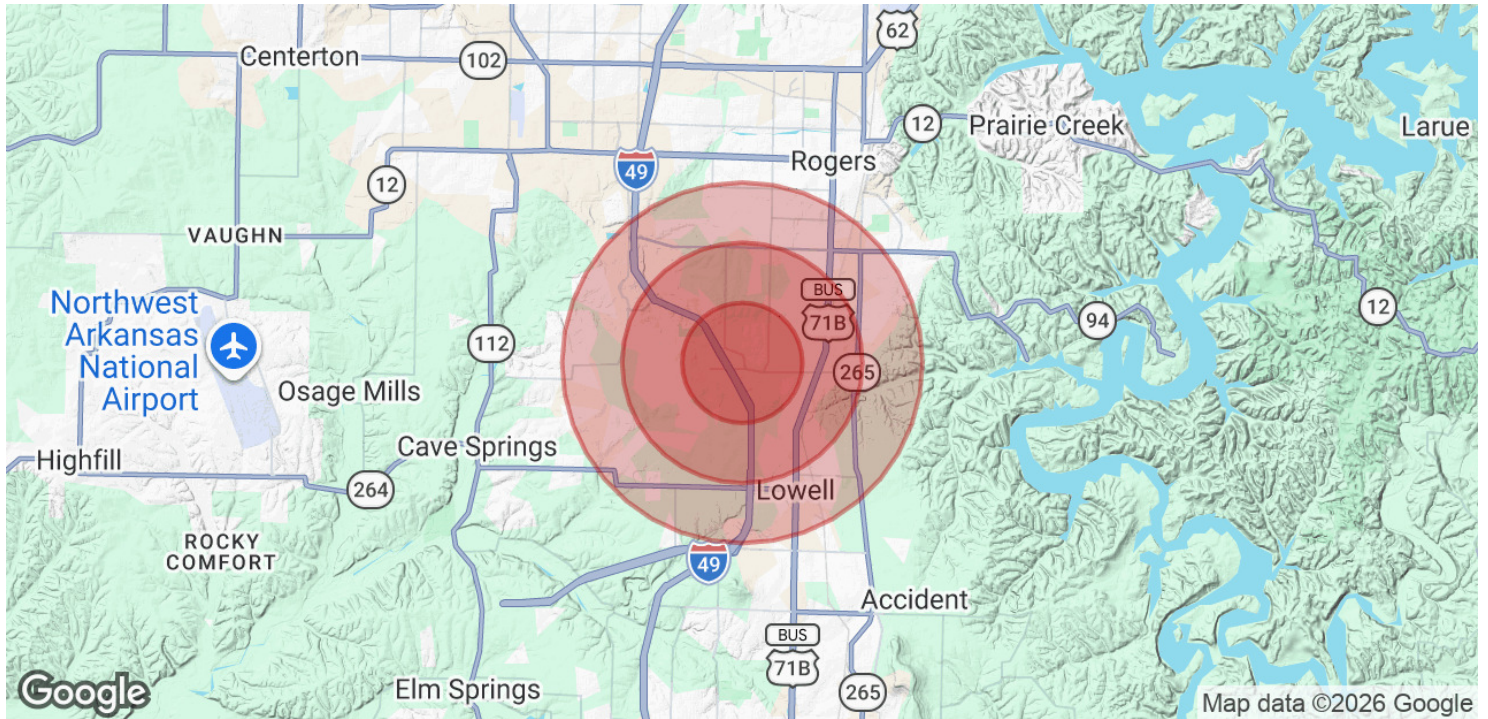 62
Centerton
102
12
Prairie Creek
Larue
Rogers
49
12
VAUGHN
Northwest
Arkansas
National
Airport
BUS
71B
94
12
112
265
Osage Mills
Cave Springs
Highfill
264
Lowell
ROCKY
COMFORT
49
Accident
BUS
71B
265
Elm Springs
Google
Map data ©2026 Google